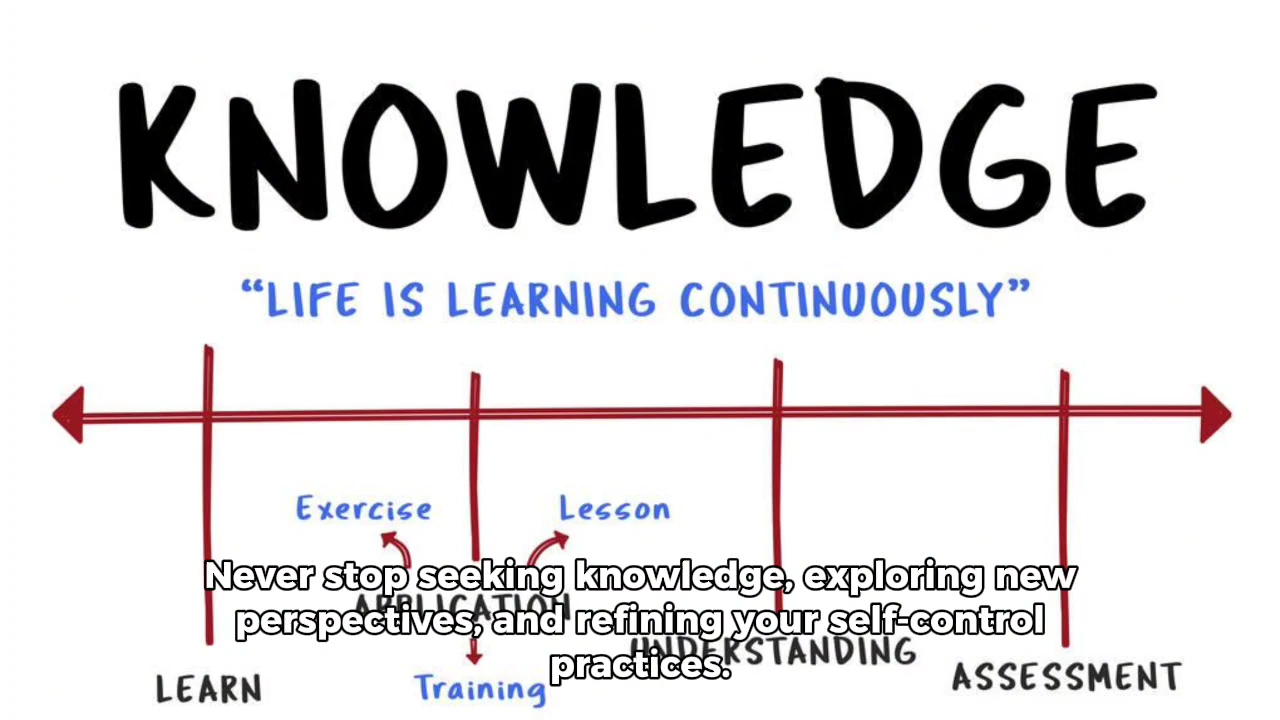 KNOWLEDGE
“LIFE IS LEARNING CONTINUOUSLY”
Exercise
Lesson
Never stop seeking knowledge, exploring new
APPLICATION
perspectives, and refining your self-control
UNDERSTANDING
practices.
LEARN
Training
ASSESSMENT